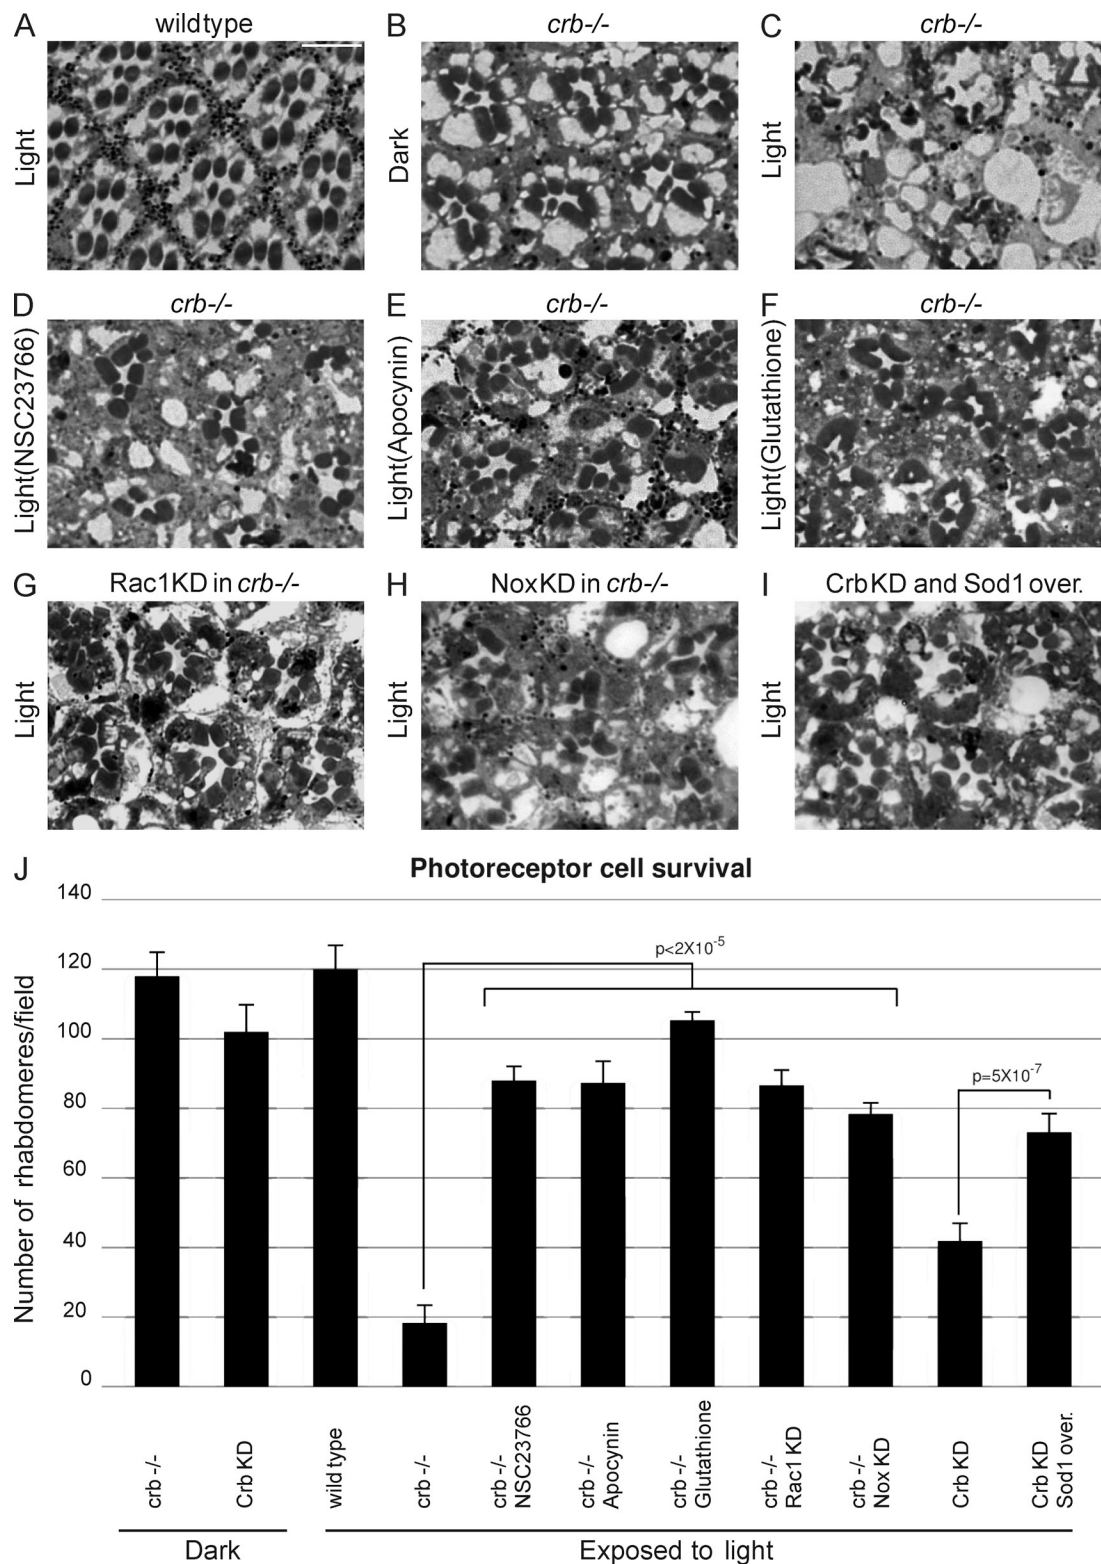 A wild type
B crb-/-
C crb-/-
Light
Dark
Light
D crb-/-
E crb-/-
F crb-/-
Light(NSC23766)
Light(Apocynin)
Light(Glutathione)
G Rac1KD in crb-/-
H NoxKD in crb-/-
I CrbKD and Sod1 over.
Light
Light
Light
J Photoreceptor cell survival
Number of rhabdomeres/field
140
120
100
80
60
40
20
0
p<2X10-5
p=5X10-7
crb -/-
Crb KD
wild type
crb -/-
crb -/-
NSC23766
crb -/-
Apocynin
crb -/-
Glutathione
crb -/-
Rac1 KD
crb -/-
Nox KD
Crb KD
Crb KD
Sod1 over.
Dark
Exposed to light